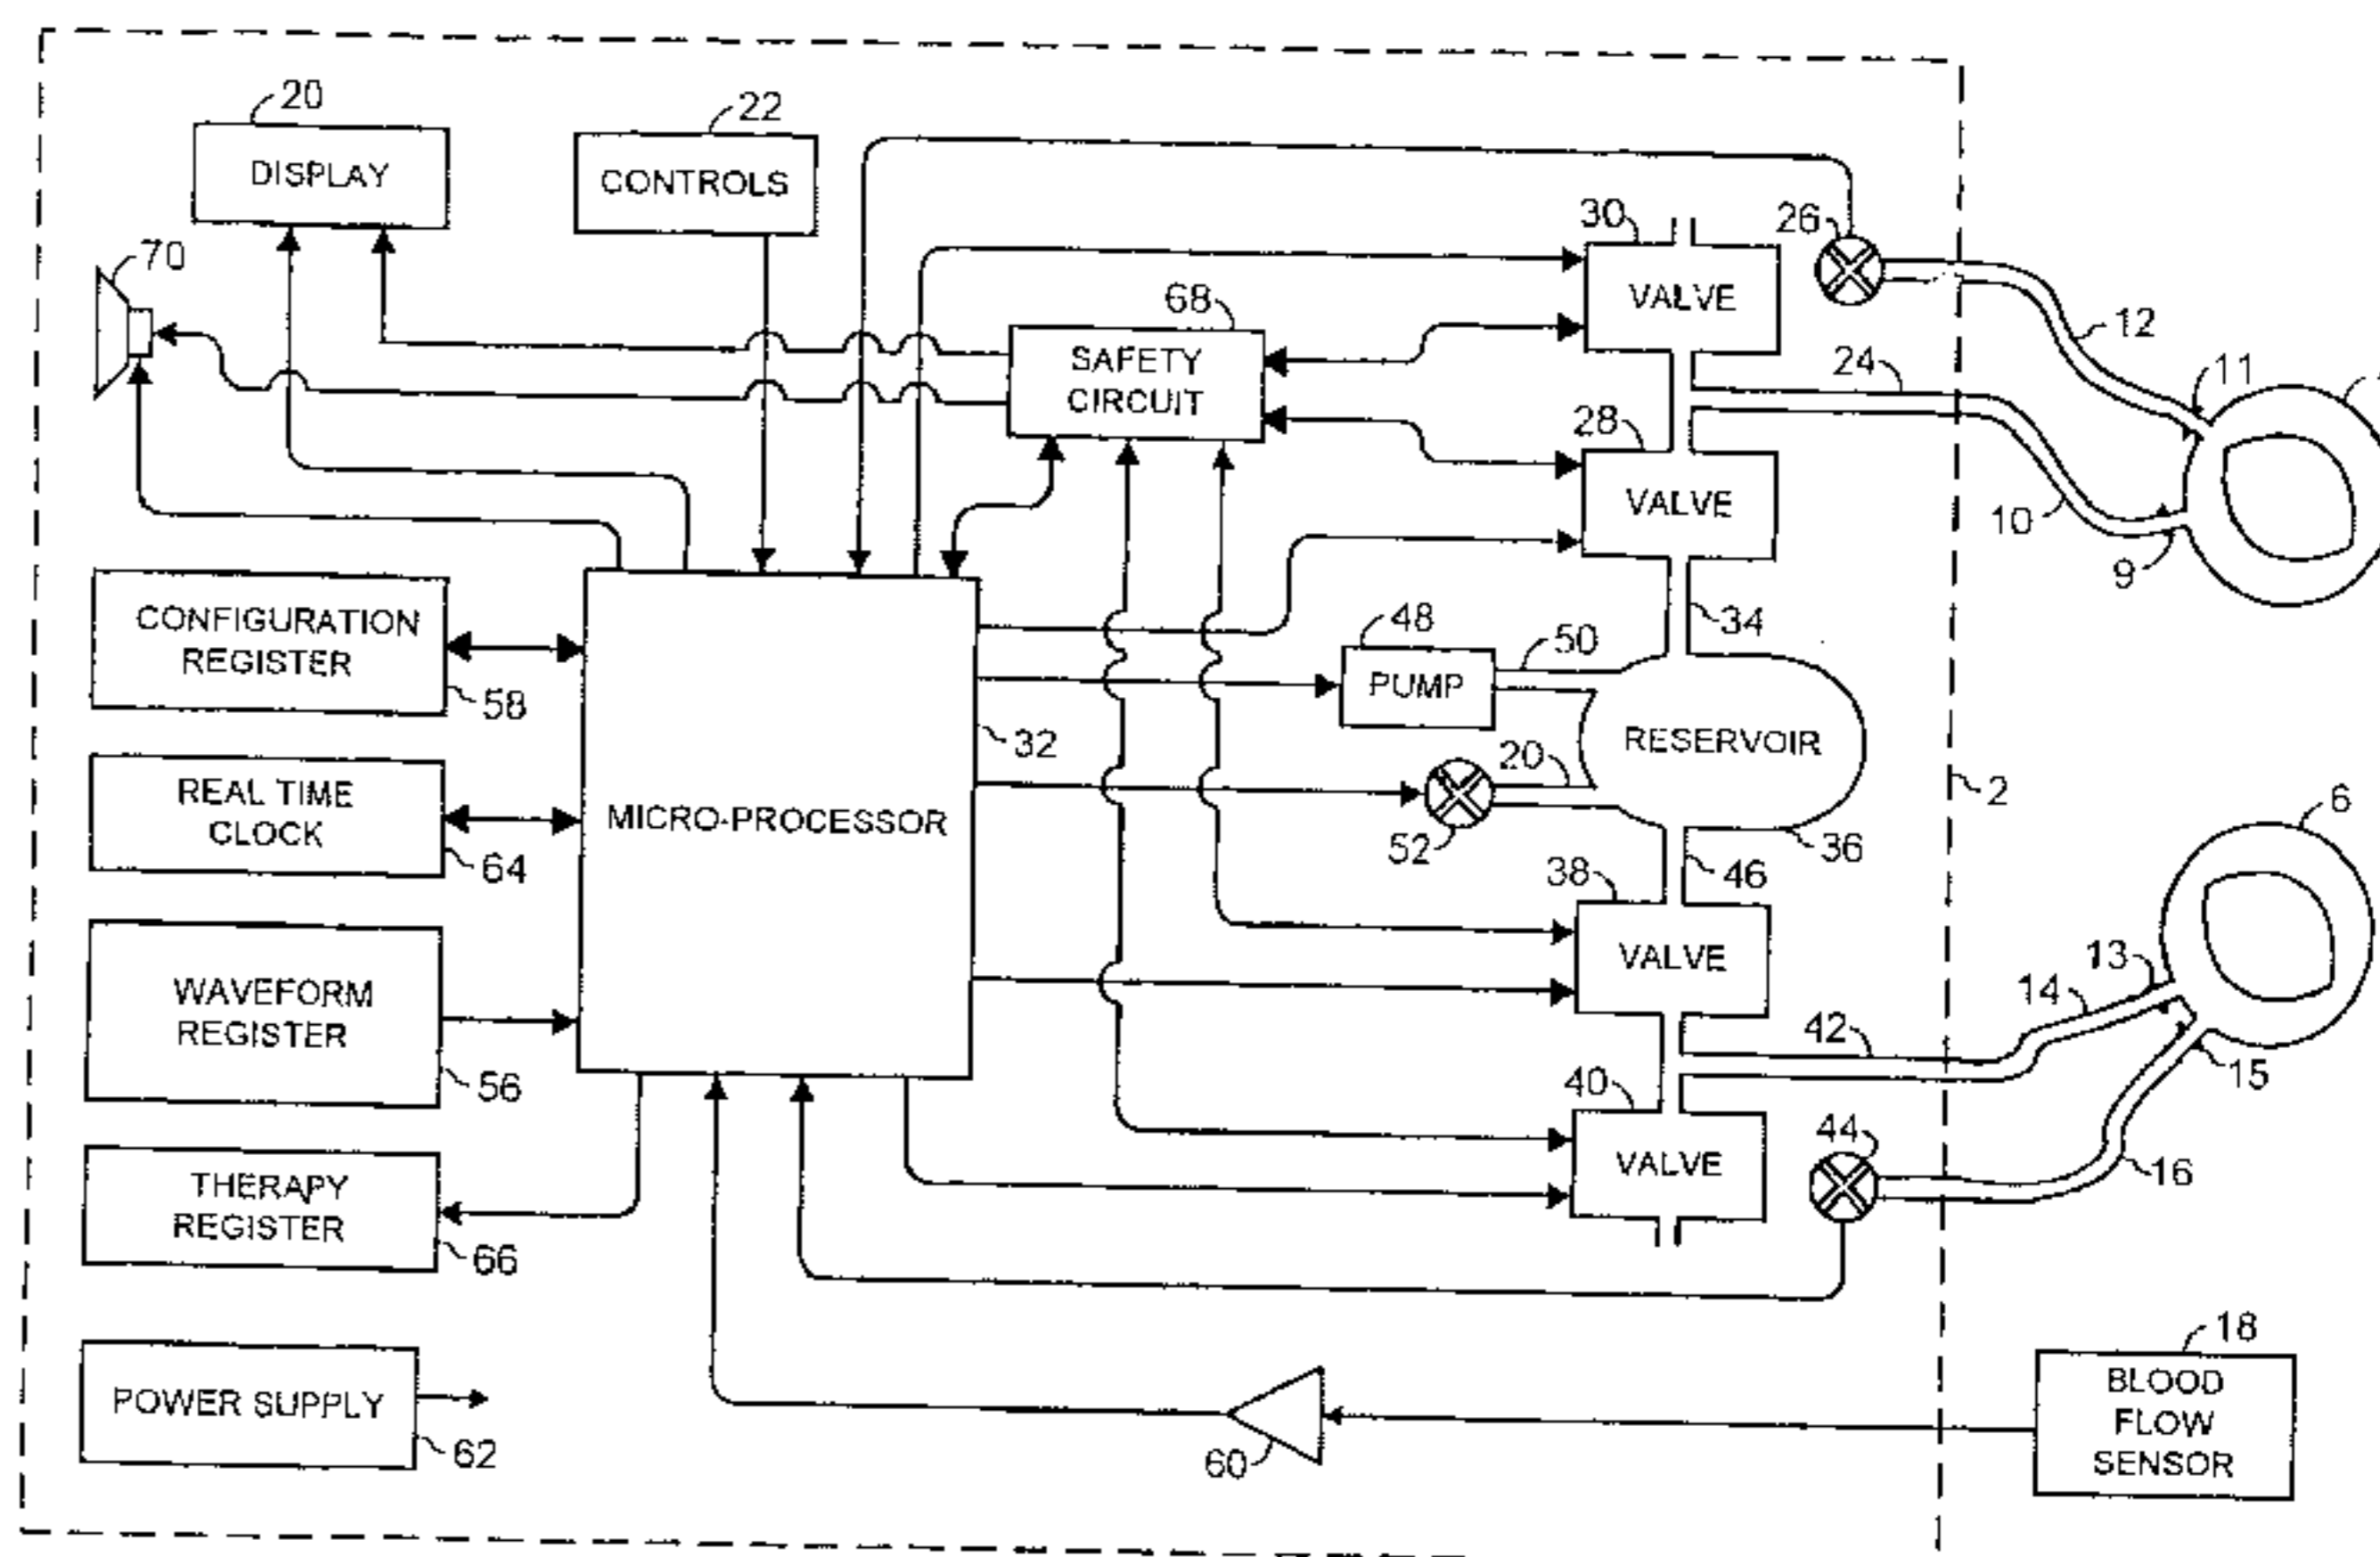 20
22
DISPLAY
CONTROLS
70
30
26
VALVE
68
SAFETY
CIRCUIT
12
24
11
28
VALVE
10
9
CONFIGURATION
REGISTER
58
34
48
50
PUMP
RESERVOIR
32
20
2
REAL TIME
CLOCK
64
MICRO-PROCESSOR
52
36
6
46
38
VALVE
13
14
WAVEFORM
REGISTER
56
42
15
40
VALVE
44
16
THERAPY
REGISTER
66
18
BLOOD
FLOW
SENSOR
POWER SUPPLY
62
60